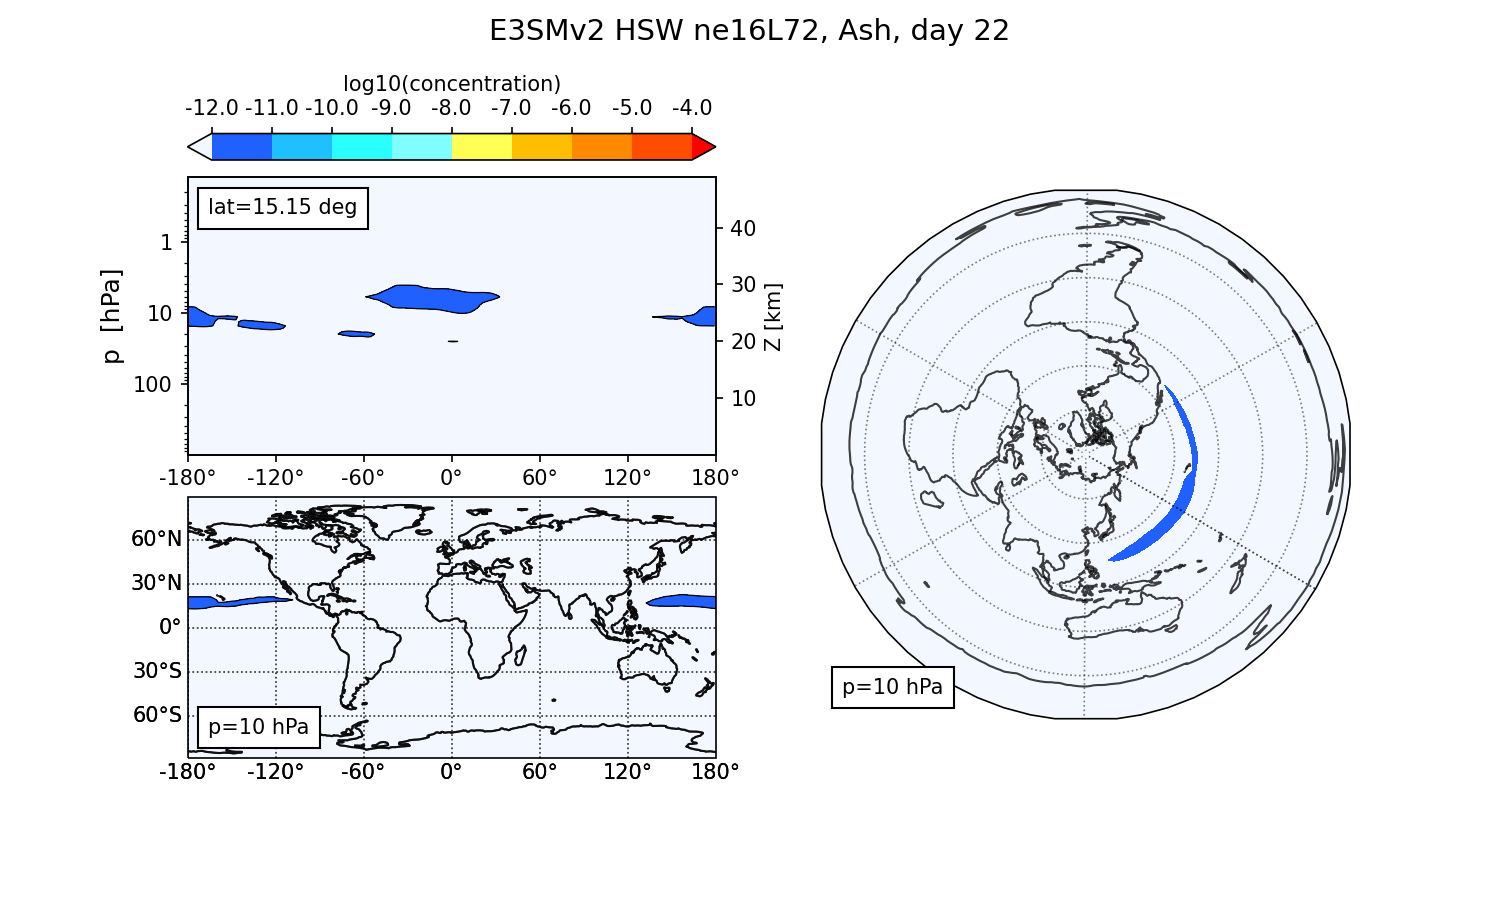 E3SMv2 HSW ne16L72, Ash, day 22
log10(concentration)
-12.0 -11.0 -10.0 -9.0 -8.0 -7.0 -6.0 -5.0 -4.0
lat=15.15 deg
1
10
100
p [hPa]
40
30
20
10
Z [km]
-180° -120° -60° 0° 60° 120° 180°
60°N
30°N
0°
30°S
60°S
p=10 hPa
-180° -120° -60° 0° 60° 120° 180°
p=10 hPa